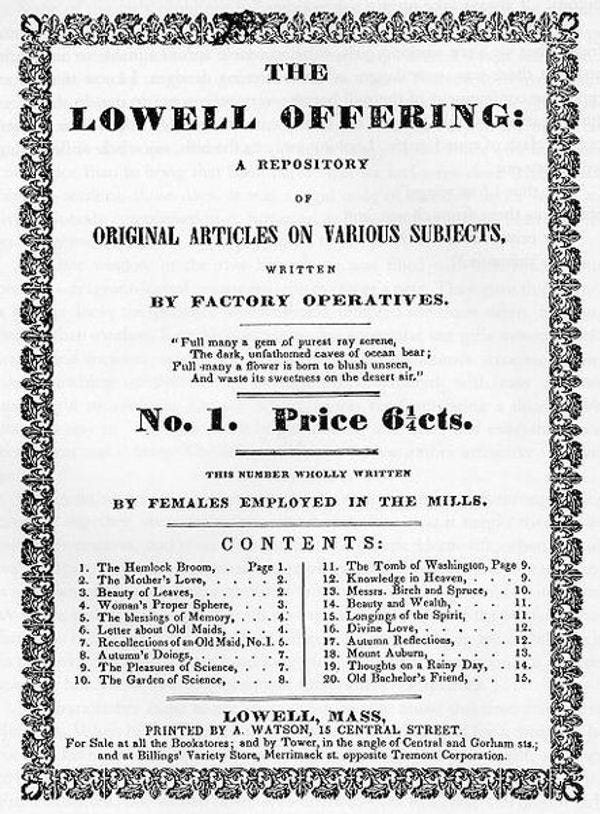 THE
LOWELL OFFERING:
A REPOSITORY
OF
ORIGINAL ARTICLES ON VARIOUS SUBJECTS,
WRITTEN
BY FACTORY OPERATIVES.
"Full many a gem of purest ray serene,
The dark, unfathomed caves of ocean bear;
Full many a flower is born to blush unseen,
And waste its sweetness on the desert air."
No. 1. Price 6¼cts.
THIS NUMBER WHOLLY WRITTEN
BY FEMALES EMPLOYED IN THE MILLS.
CONTENTS:
1. The Hemlock Broom, . Page 1.
2. The Mother's Love, . . . . 2.
3. Beauty of Leaves, . . . . 2.
4. Woman's Proper Sphere, . . 3.
5. The blessings of Memory, . . 4.
6. Letter about Old Maids, . . . 4.
7. Recollections of an Old Maid, No.1. 5.
8. Autumn's Doings, . . . . 7.
9. The Pleasures of Science, . . 7.
10. The Garden of Science, . . . 8.
11. The Tomb of Washington, Page 9.
12. Knowledge in Heaven, . . . 9.
13. Messrs. Birch and Spruce, . 10.
14. Beauty and Wealth, . . . 11.
15. Longings of the Spirit, . . 11.
16. Divine Love, . . . . . 12.
17. Autumn Reflections, . . . 12.
18. Mount Auburn, . . . . 13.
19. Thoughts on a Rainy Day, . 14.
20. Old Bachelor's Friend, . . 15.
LOWELL, MASS,
PRINTED BY A. WATSON, 15 CENTRAL STREET.
For Sale at all the Bookstores; and by Tower, in the angle of Central and Gorham sts.;
and at Billings' Variety Store, Merrimack st. opposite Tremont Corporation.